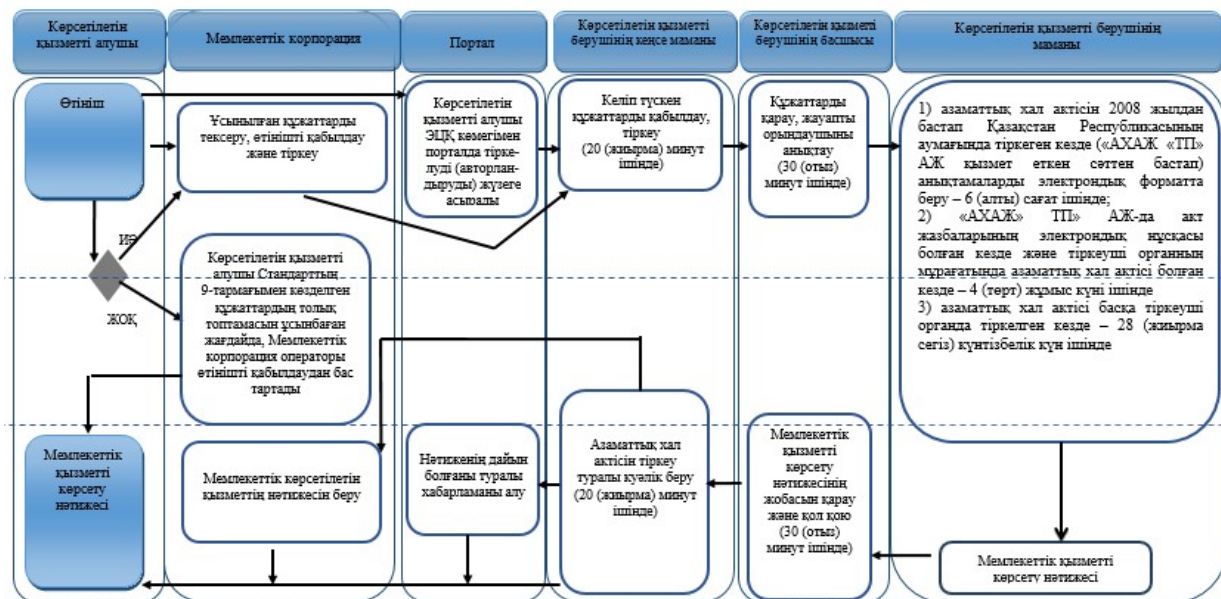 Көрсетілетін
қызметті алушы
Мемлекеттік корпорация
Портал
Көрсетілетін қызметті
берушінің кеңсе маманы
Көрсетілетін қызметі
берушінің басшысы
Көрсетілетін қызметті берушінің
маманы
Өтініш
Ұсынылған құжаттарды
тексеру, өтінішті қабылдау
және тіркеу
Көрсетілетін
қызметті алушы
ЭЦҚ көмегімен
порталда тірке-
луді (авторлан-
дыруды) жүзеге
асырады
Келіп түскен
құжаттарды қабылдау,
тіркеу
(20 (жиырма) минут
ішінде)
Құжаттарды
қарау, жауапты
орындаушыны
анықтау
(30 (отыз)
минут ішінде)
1) азаматтық хал актісін 2008 жылдан
бастап Қазақстан Республикасының
аумағында тіркеген кезде («АХАЖ «ТП»
АЖ қызмет еткен сәттен бастап)
анықтамаларды электрондық форматта
беру – 6 (алты) сағат ішінде;
2) «АХАЖ» ТП» АЖ-да акт
жазбаларының электрондық нұсқасы
болған кезде және тіркеуші органның
мұрағатында азаматтық хал актісі болған
кезде – 4 (төрт) жұмыс күні ішінде
3) азаматтық хал актісі басқа тіркеуші
органда тіркелген кезде – 28 (жиырма
сегіз) күнтізбелік күн ішінде
ИӘ
ЖОҚ
Көрсетілетін қызметті
алушы Стандарттың
9-тармағымен көзделген
құжаттардың толық
топтамасын ұсынбаған
жағдайда, Мемлекеттік
корпорация операторы
өтінішті қабылдаудан бас
тартады
Мемлекеттік
қызметті
көрсету
нәтижесі
Мемлекеттік көрсетілетін
қызметтің нәтижесін беру
Нәтиженің дайын
болғаны туралы
хабарламаны алу
Азаматтық хал
актісін тіркеу
туралы куәлік беру
(20 (жиырма) минут
ішінде)
Мемлекеттік
қызметті
көрсету
нәтижесінің
жобасын қарау
және қол қою
(30 (отыз)
минут ішінде)
Мемлекеттік қызметті
көрсету нәтижесі